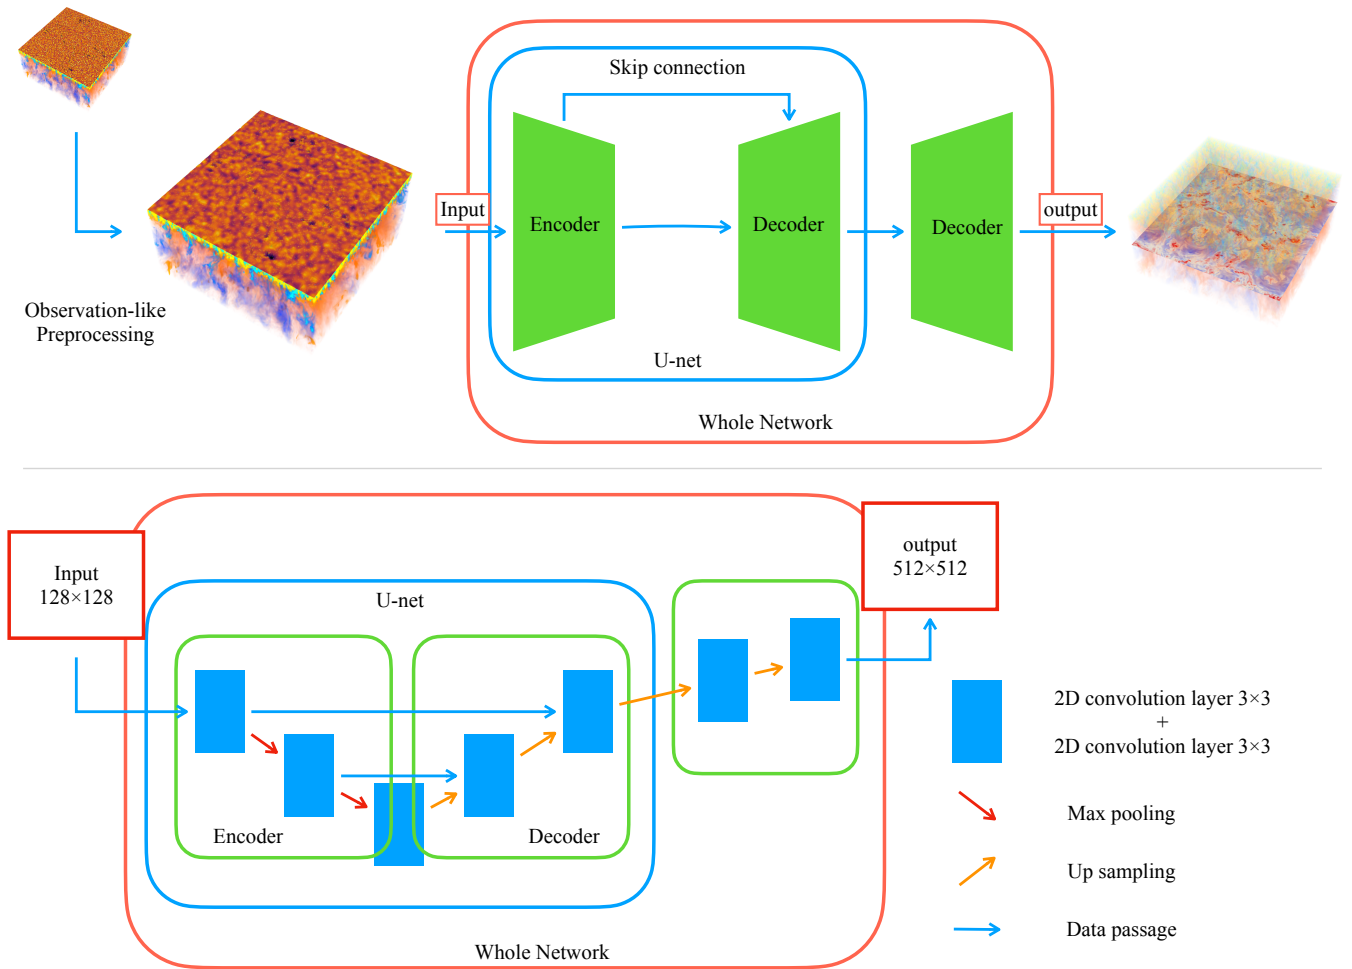 Skip connection
Input
output
Encoder
Decoder
Decoder
Observation-like
Preprocessing
U-net
Whole Network
Input
128×128
output
512×512
U-net
Encoder
Decoder
Whole Network
2D convolution layer 3×3
+
2D convolution layer 3×3
Max pooling
Up sampling
Data passage